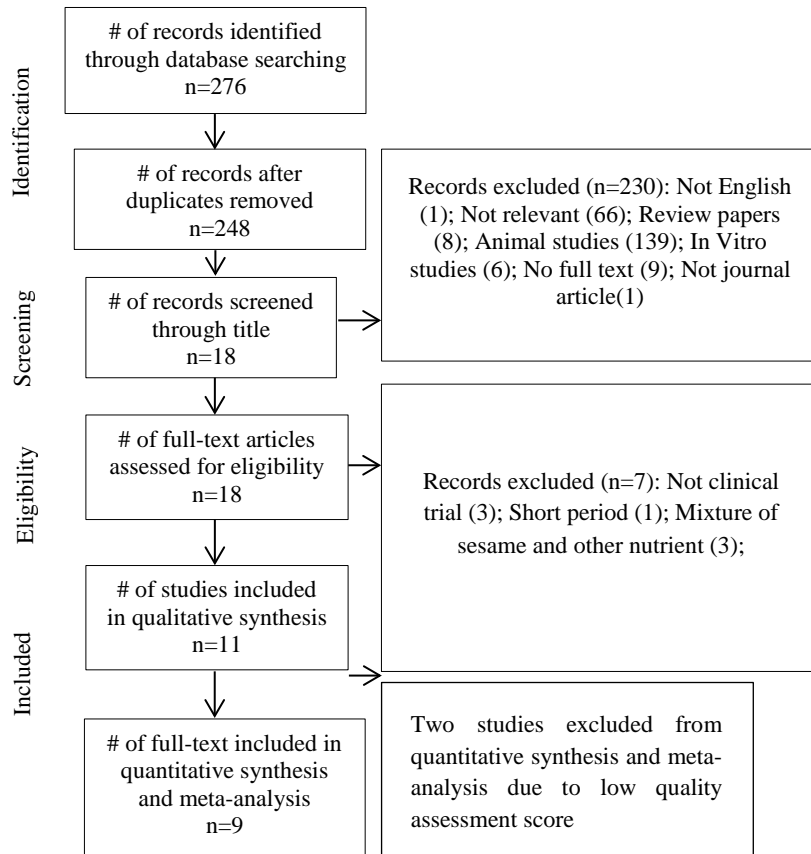 Identification
# of records identified
through database searching
n=276
# of records after
duplicates removed
n=248
Records excluded (n=230): Not English
(1); Not relevant (66); Review papers
(8); Animal studies (139); In Vitro
studies (6); No full text (9); Not journal
article(1)
Screening
# of records screened
through title
n=18
Eligibility
# of full-text articles
assessed for eligibility
n=18
Records excluded (n=7): Not clinical
trial (3); Short period (1); Mixture of
sesame and other nutrient (3);
Included
# of studies included
in qualitative synthesis
n=11
# of full-text included in
quantitative synthesis
and meta-analysis
n=9
Two studies excluded from
quantitative synthesis and meta-
analysis due to low quality
assessment score